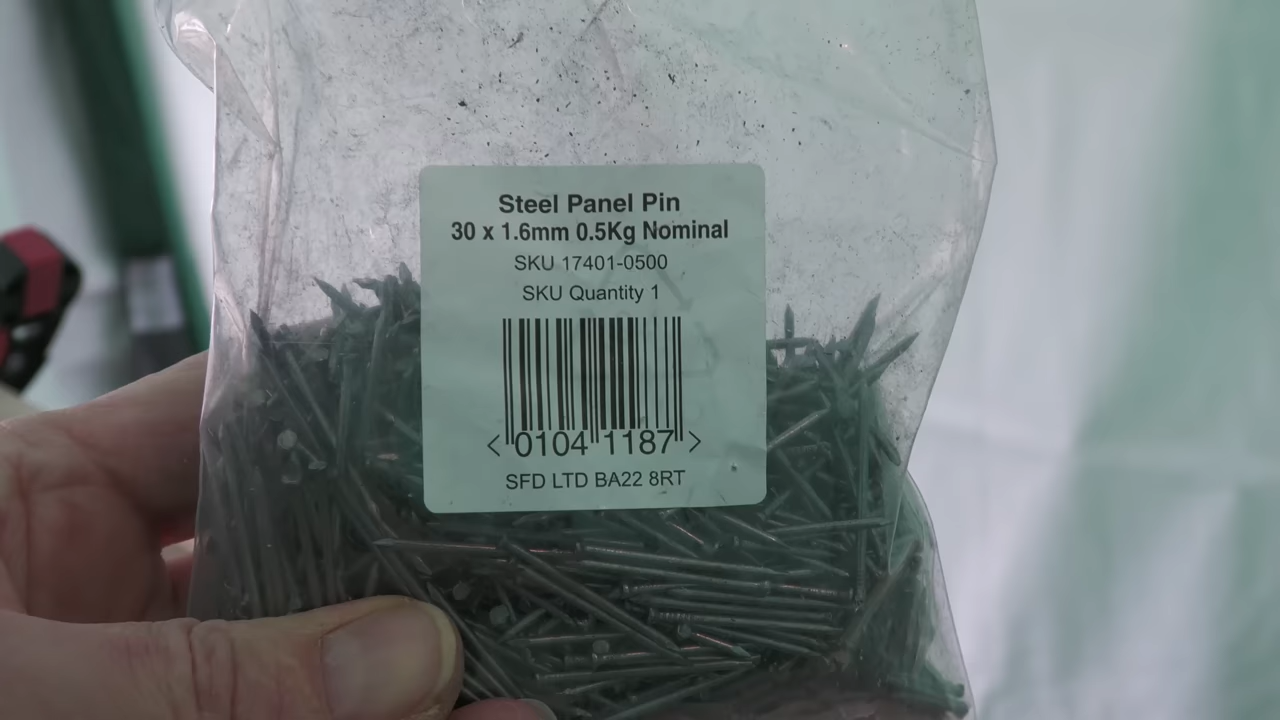 Steel Panel Pin
30 x 1.6mm 0.5Kg Nominal
SKU 17401-0500
SKU Quantity 1
<0104 1187>
SFD LTD BA22 8RT